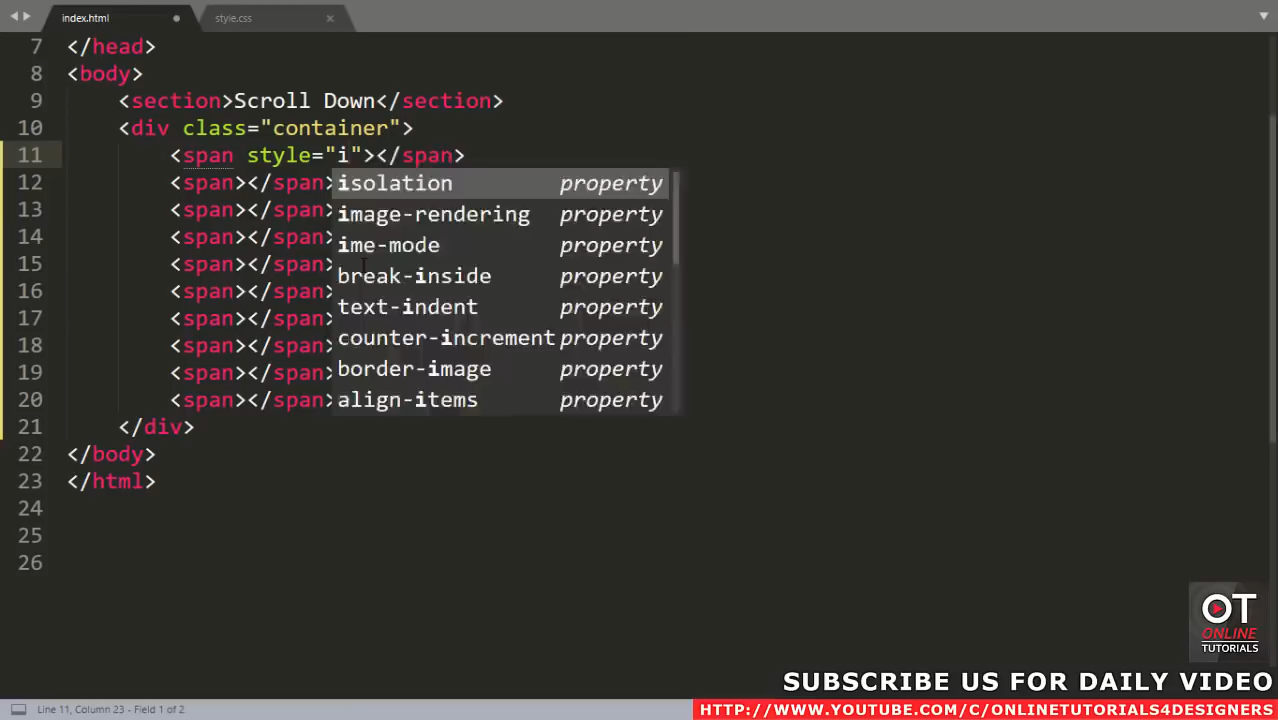 index.html
style.css
7 </head>
8 <body>
9 <section>Scroll Down</section>
10 <div class="container">
11 <span style="i"></span>
12 <span></span>
13 <span></span>
14 <span></span>
15 <span></span>
16 <span></span>
17 <span></span>
18 <span></span>
19 <span></span>
20 <span></span>
21 </div>
22 </body>
23 </html>
24
25
26
isolation property
image-rendering property
ime-mode property
break-inside property
text-indent property
counter-increment property
border-image property
align-items property
OT
ONLINE
TUTORIALS
SUBSCRIBE US FOR DAILY VIDEO
HTTP://WWW.YOUTUBE.COM/C/ONLINETUTORIALS4DESIGNERS
Line 11, Column 23 - Field 1 of 2